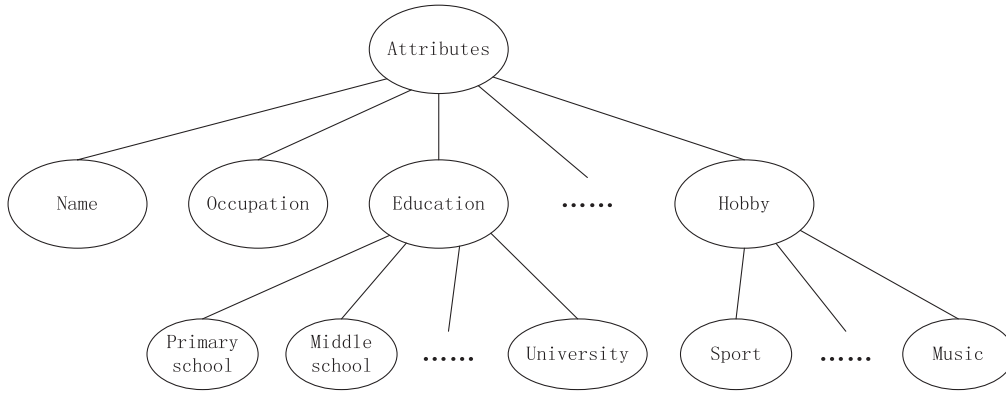 Attributes
Name
Occupation
Education
......
Hobby
Primary
school
Middle
school
......
University
Sport
......
Music